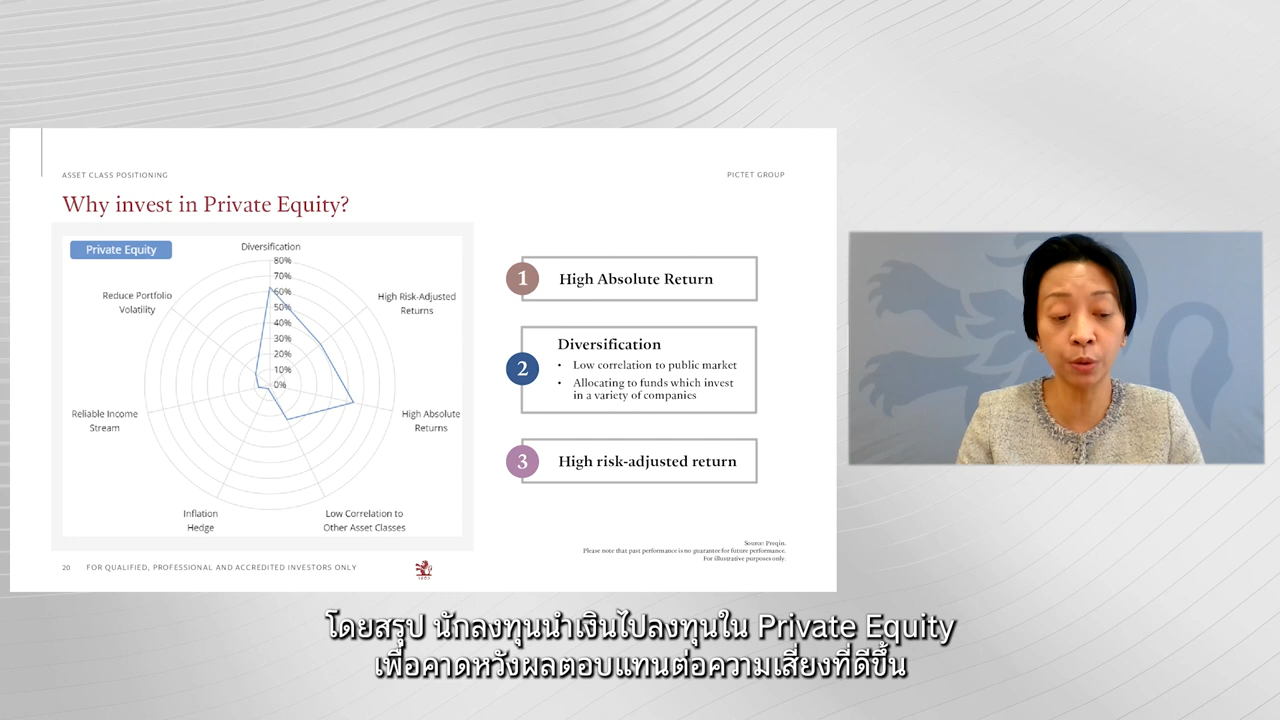 ASSET CLASS POSITIONING
PICTET GROUP
Why invest in Private Equity?
Private Equity
Diversification
80%
70%
60%
50%
40%
30%
20%
10%
0%
Reduce Portfolio
Volatility
High Risk-Adjusted
Returns
Reliable Income
Stream
High Absolute
Returns
Inflation
Hedge
Low Correlation to
Other Asset Classes
1
High Absolute Return
2
Diversification
• Low correlation to public market
• Allocating to funds which invest
in a variety of companies
3
High risk-adjusted return
Source: Preqin.
Please note that past performance is no guarantee for future performance.
For illustrative purposes only.
20 FOR QUALIFIED, PROFESSIONAL AND ACCREDITED INVESTORS ONLY
โดยสรุป นักลงทุนนำเงินไปลงทุนใน Private Equity
เพื่อคาดหวังผลตอบแทนต่อความเสี่ยงที่ดีขึ้น